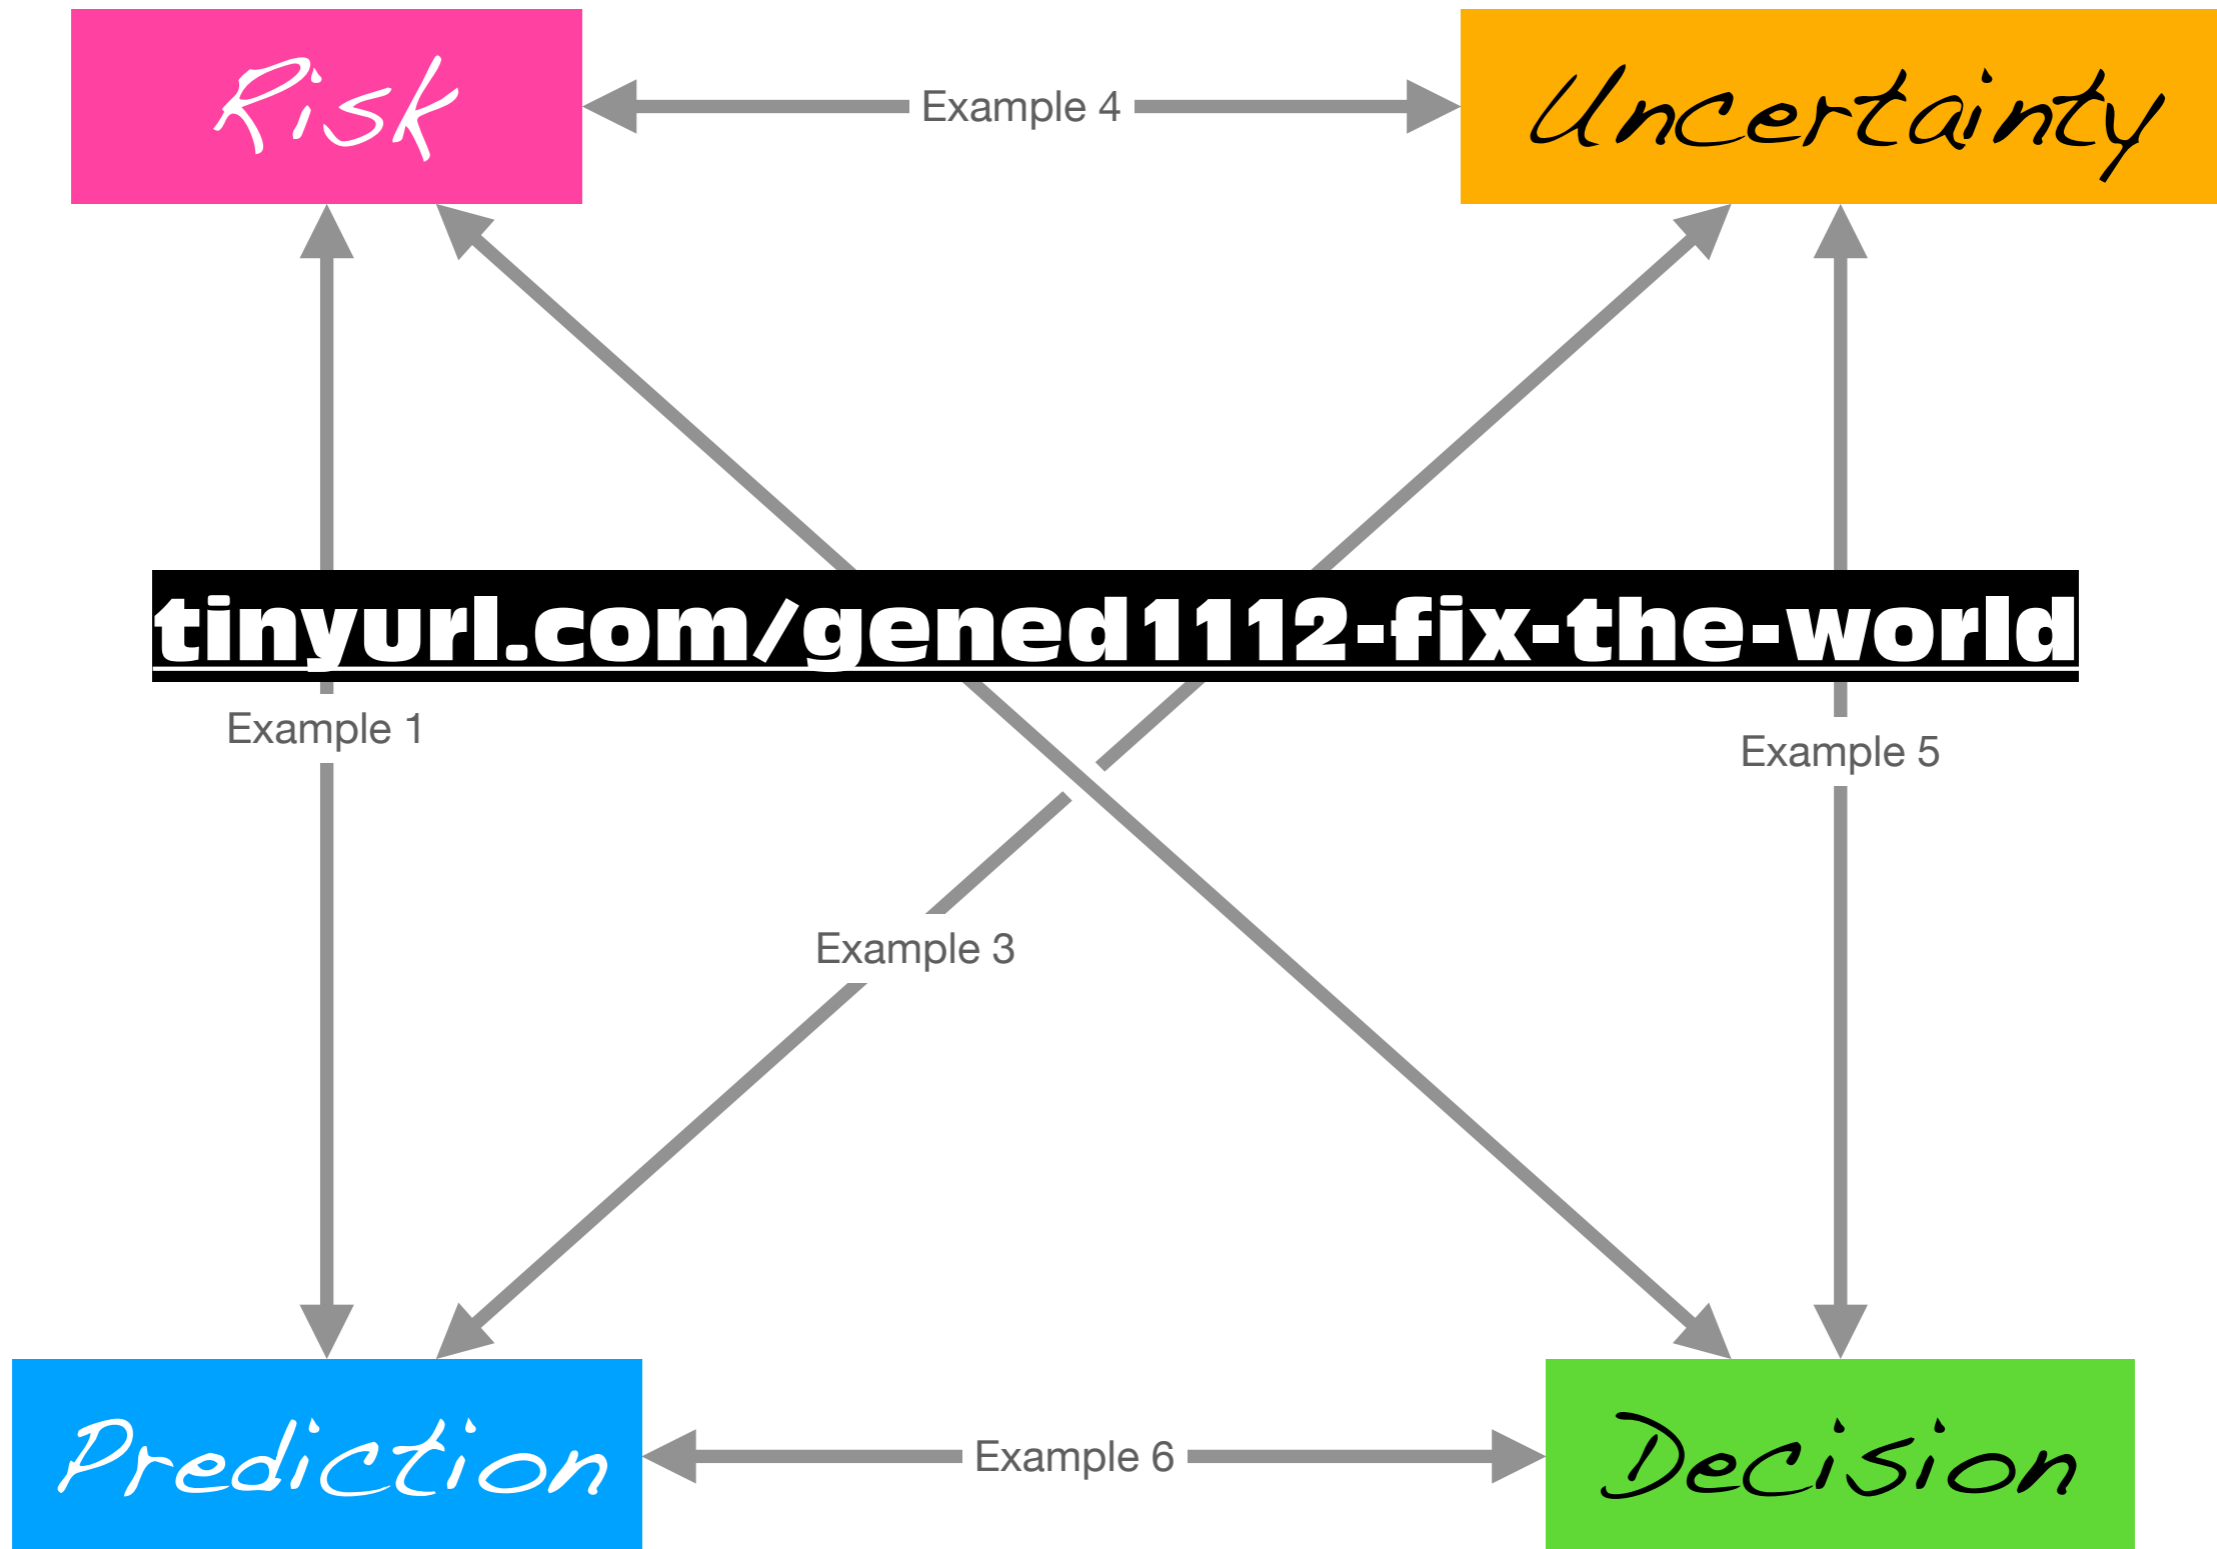 Risk
Example 4
Uncertainty
tinyurl.com/gened1112-fix-the-world
Example 1
Example 5
Example 3
Prediction
Example 6
Decision